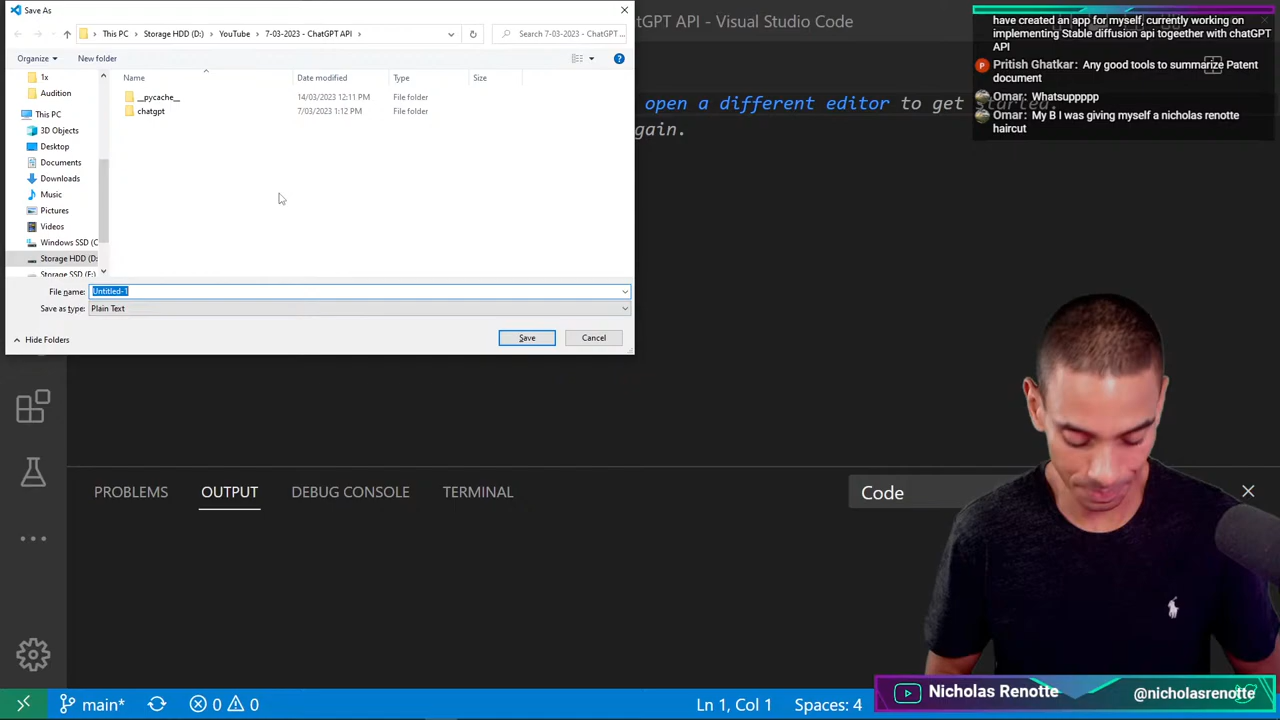 Save As
This PC
Storage HDD (D:)
YouTube
7-03-2023 - ChatGPT API
Search 7-03-2023 - ChatGPT ...
Organize
New folder
Name
Date modified
Type
Size
1x
Audition
This PC
3D Objects
Desktop
Documents
Downloads
Music
Pictures
Videos
Windows SSD (C
Storage HDD (D:
Storage SSD (F:)
__pycache__
14/03/2023 12:11 PM
File folder
chatgpt
7/03/2023 1:12 PM
File folder
File name:
Untitled-1
Save as type:
Plain Text
Hide Folders
Save
Cancel
tGPT API - Visual Studio Code
open a different editor to get started.
gain.
have created an app for myself, currently working on
implementing Stable diffusion api togeether with chatGPT
API
Pritish Ghatkar: Any good tools to summarize Patent
document
Omar: Whatsuppppp
Omar: My B I was giving myself a nicholas renotte
haircut
PROBLEMS
OUTPUT
DEBUG CONSOLE
TERMINAL
Code
main*
0
0
Ln 1, Col 1
Spaces: 4
Nicholas Renotte
@nicholasrenotte